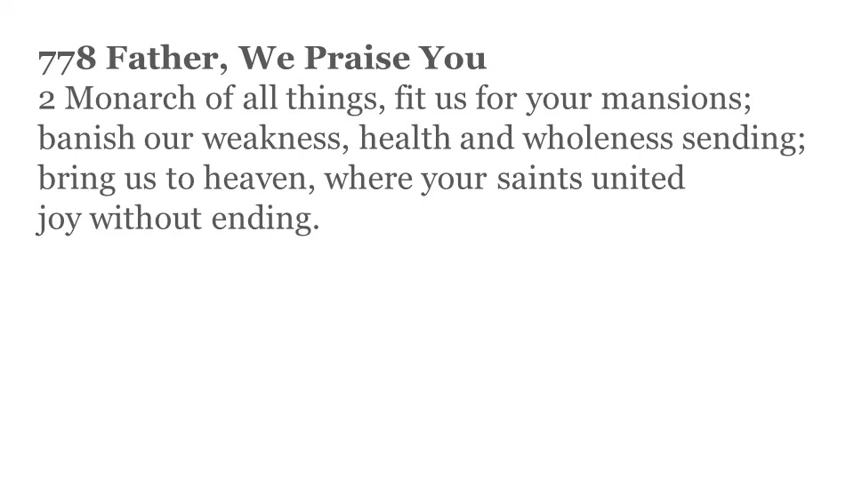 778 Father, We Praise You
2 Monarch of all things, fit us for your mansions;
banish our weakness, health and wholeness sending;
bring us to heaven, where your saints united
joy without ending.